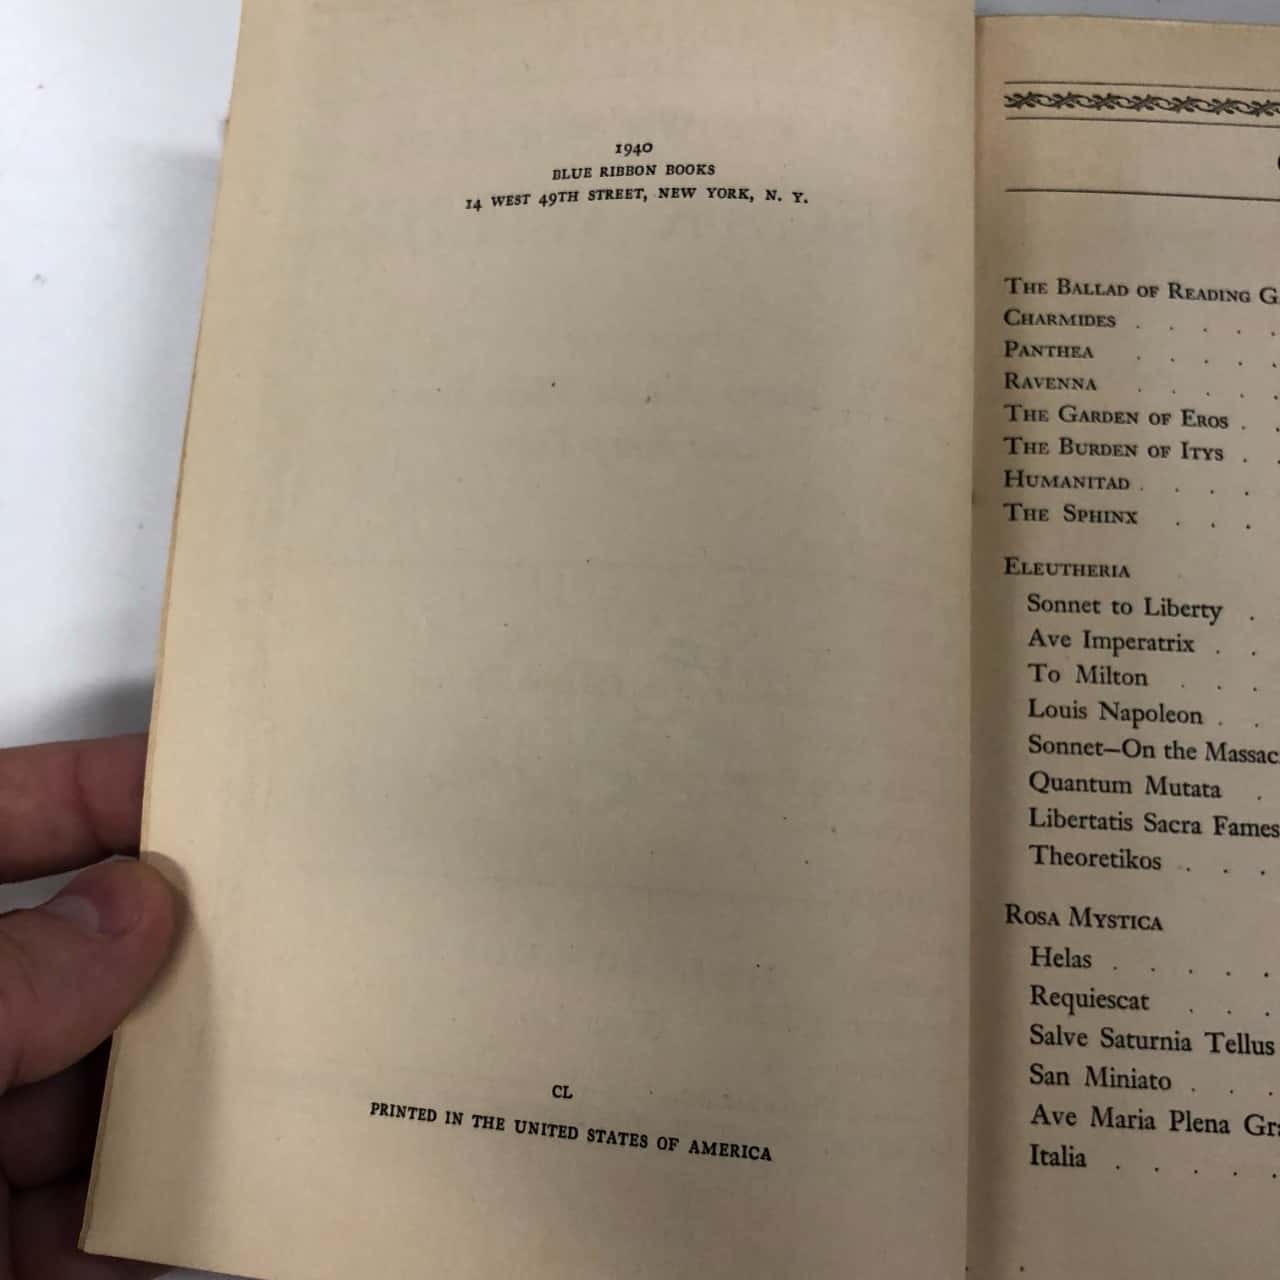 1940
BLUE RIBBON BOOKS
14 WEST 49TH STREET, NEW YORK, N. Y.
CL
PRINTED IN THE UNITED STATES OF AMERICA
THE BALLAD OF READING
CHARMIDES . . . . .
PANTHEA . . . . .
RAVENNA . . . . .
THE GARDEN OF EROS . .
THE BURDEN OF ITYS . .
HUMANITAD . . . .
THE SPHINX . . .
ELEUTHERIA
Sonnet to Liberty .
Ave Imperatrix . .
To Milton . . .
Louis Napoleon . .
Sonnet—On the
Quantum Mutata .
Libertatis Sacra Fames
Theoretikos . . .
ROSA MYSTICA
Helas . . . . .
Requiescat . . .
Salve Saturnia Tellus
San Miniato . . .
Ave Maria Plena
Italia . . . . .